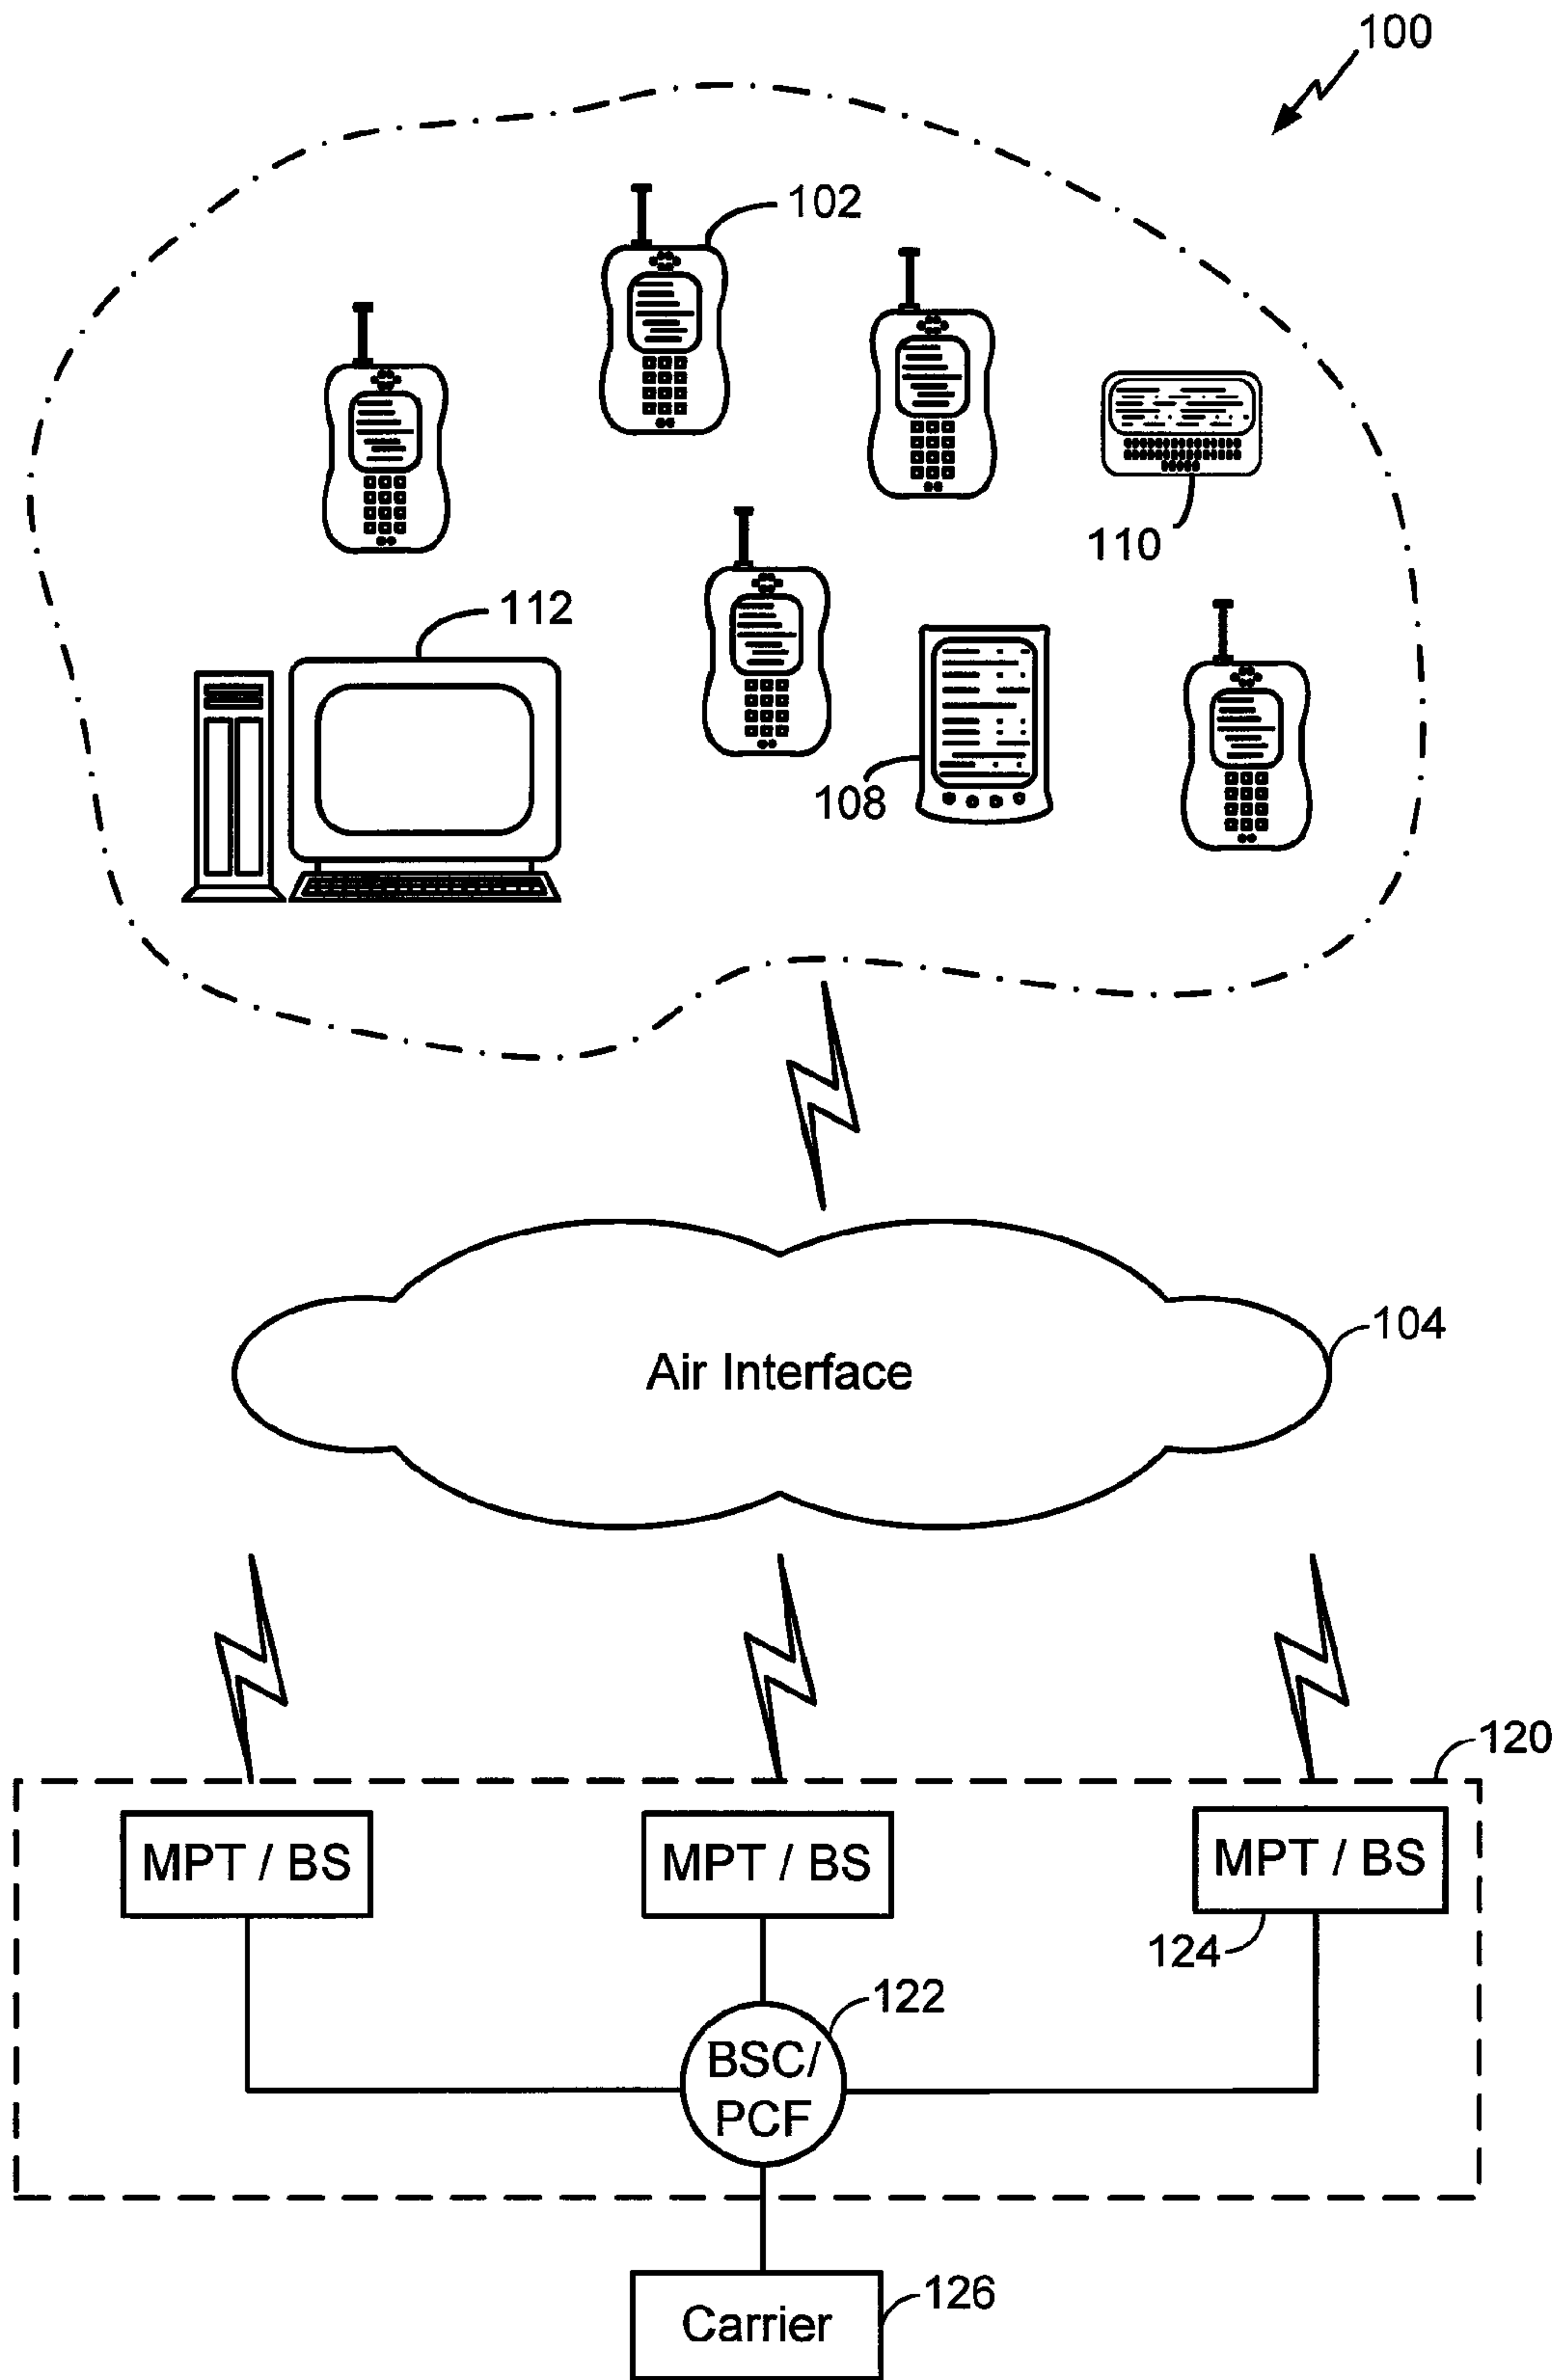 100
102
110
112
108
104
Air Interface
120
MPT / BS
MPT / BS
MPT / BS
124
122
BSC/
PCF
126
Carrier